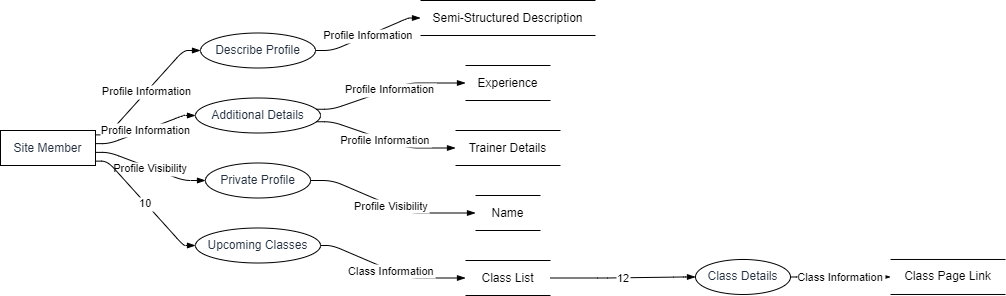 Semi-Structured Description
Profile Information
Describe Profile
Profile Information
Experience
Profile Information
Additional Details
Profile Information
Profile Information
Trainer Details
Site Member
Profile Visibility
Private Profile
Profile Visibility
Name
10
Upcoming Classes
Class Information
Class List
12
Class Details
Class Information
Class Page Link